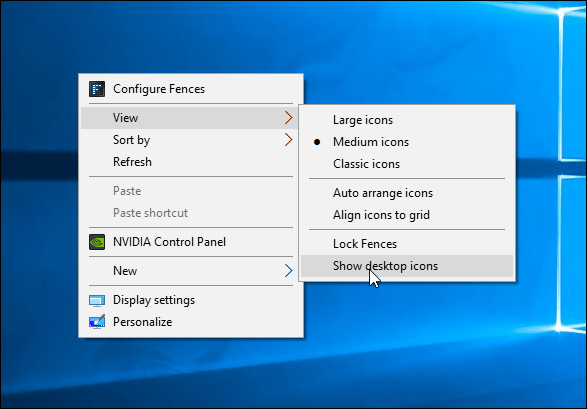 Configure Fences
View
Sort by
Refresh
Paste
Paste shortcut
NVIDIA Control Panel
New
Display settings
Personalize
Large icons
Medium icons
Classic icons
Auto arrange icons
Align icons to grid
Lock Fences
Show desktop icons